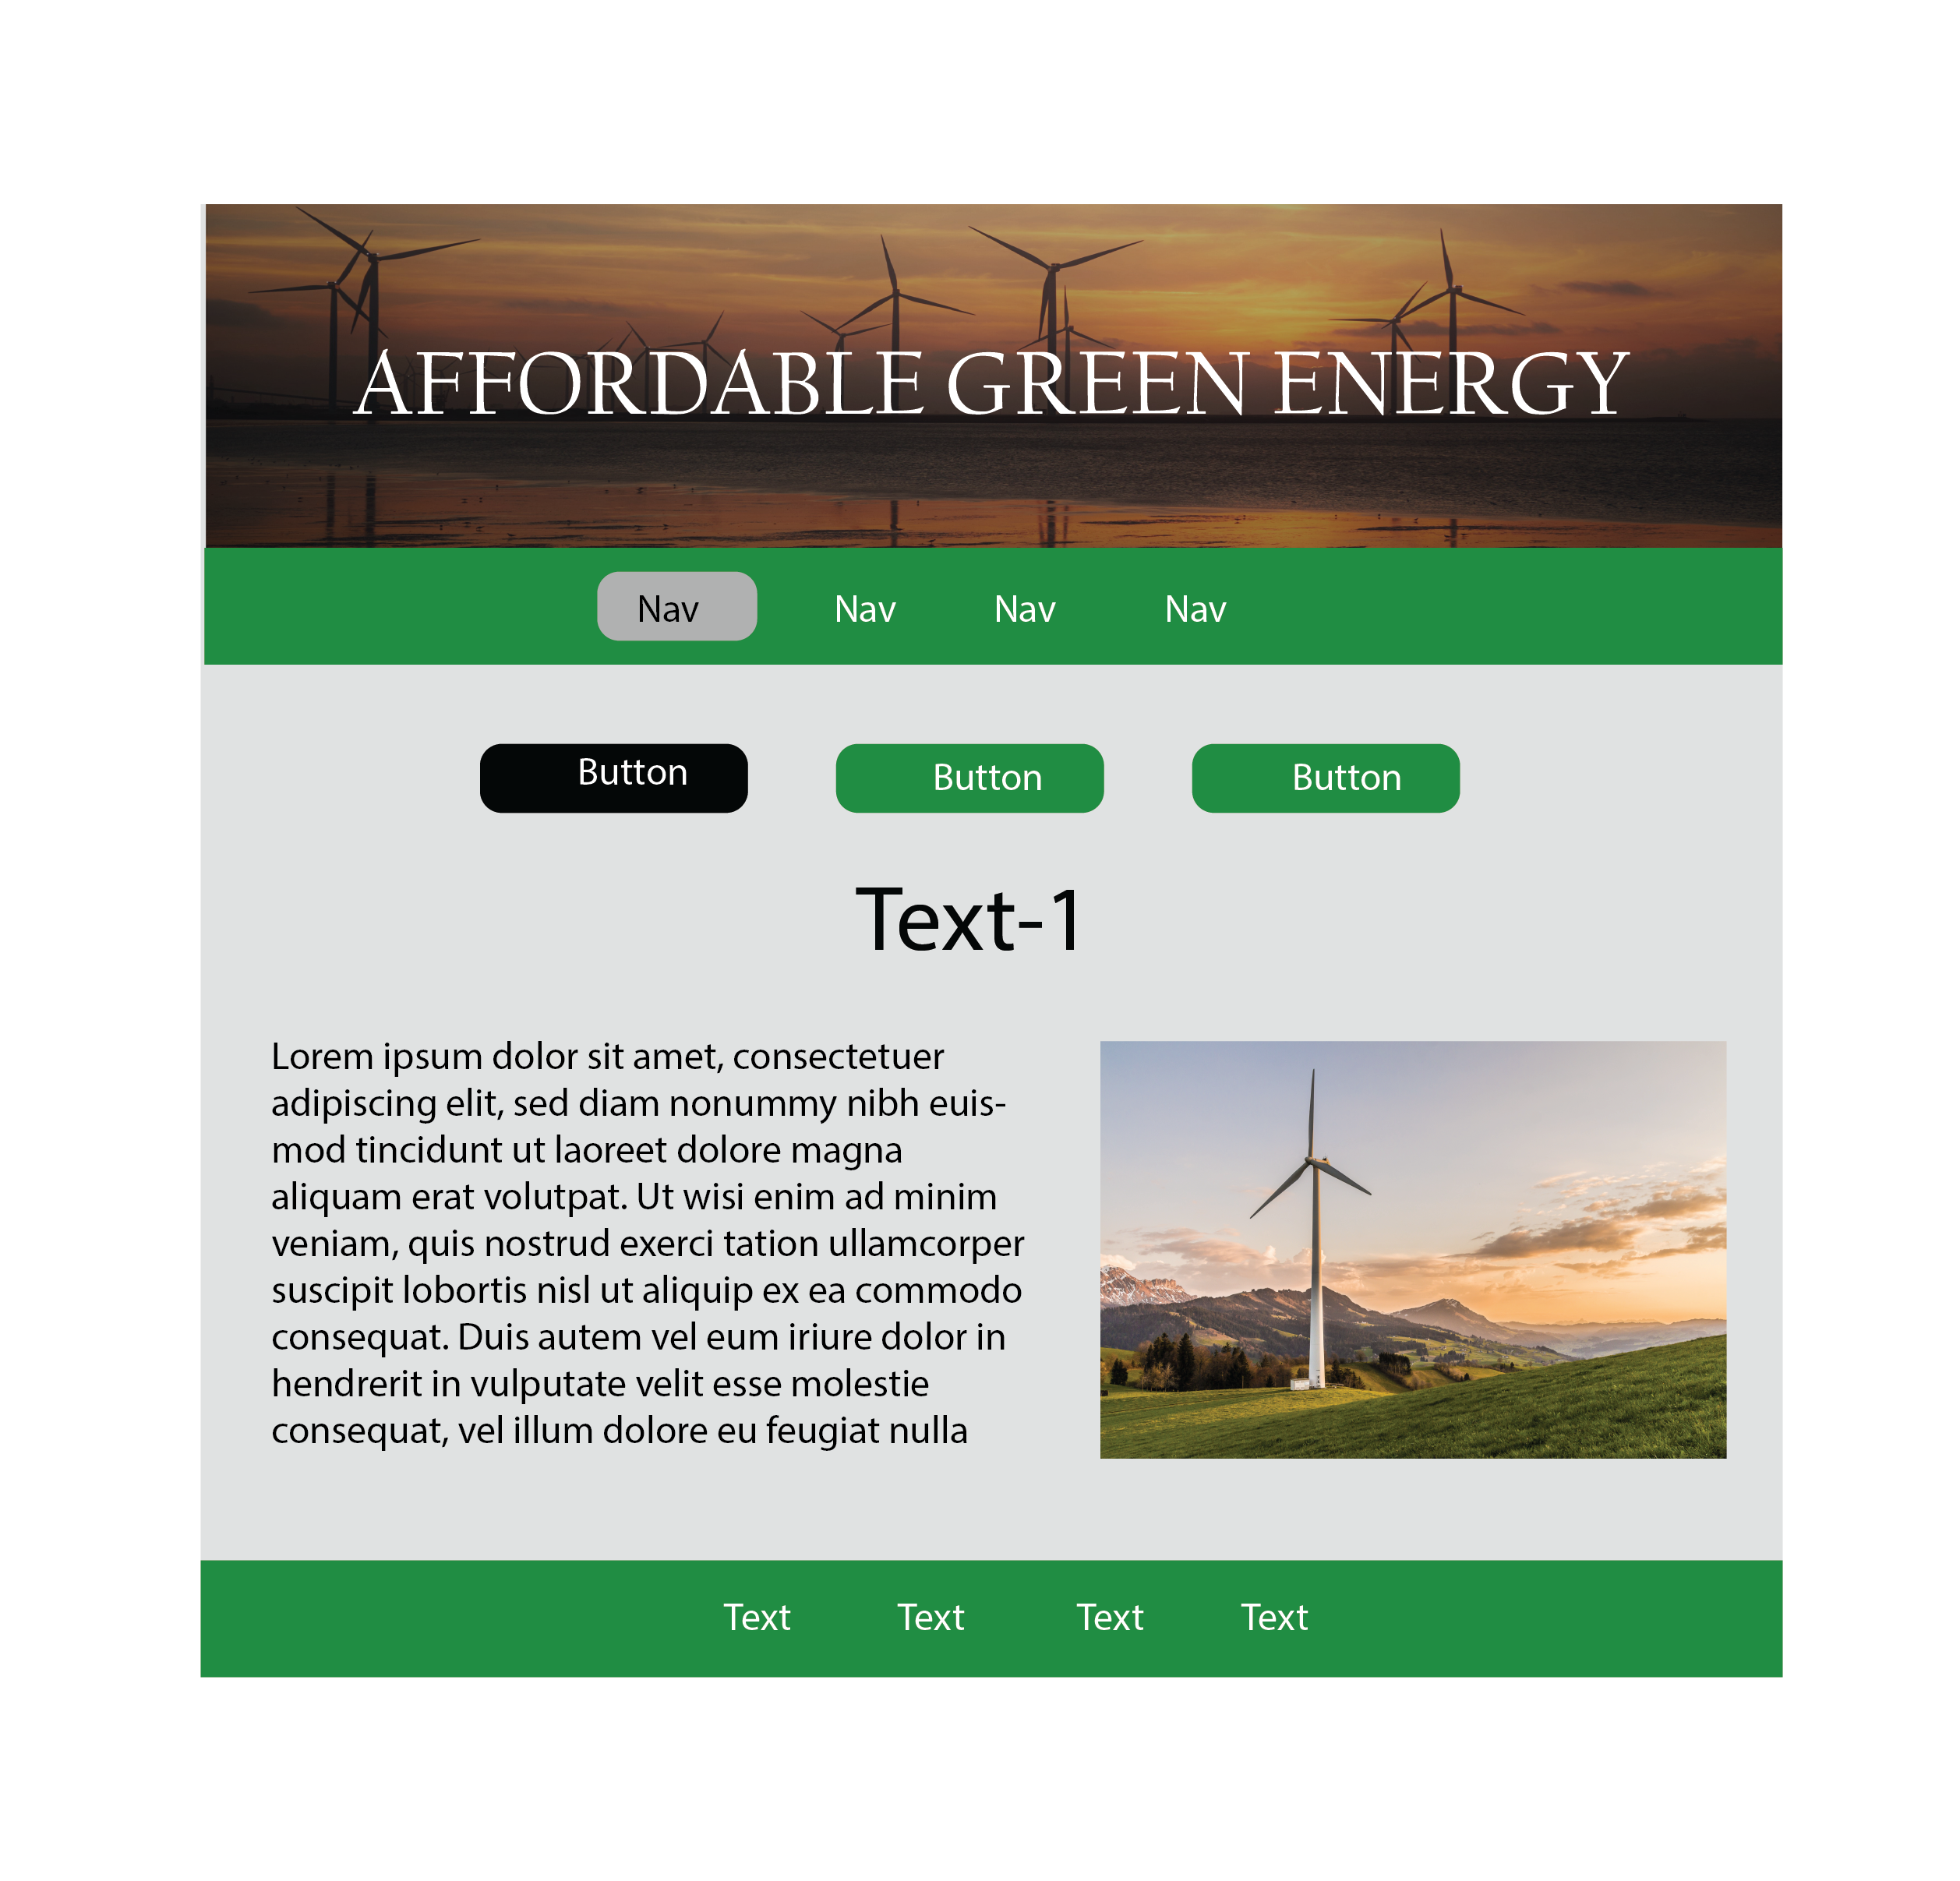 AFFORDABLE GREEN ENERGY
Nav Nav Nav Nav
Button Button Button
Text-1
Lorem ipsum dolor sit amet, consectetuer
adipiscing elit, sed diam nonummy nibh euis-
mod tincidunt ut laoreet dolore magna
aliquam erat volutpat. Ut wisi enim ad minim
veniam, quis nostrud exerci tation ullamcorper
suscipit lobortis nisl ut aliquip ex ea commodo
consequat. Duis autem vel eum iriure dolor in
hendrerit in vulputate velit esse molestie
consequat, vel illum dolore eu feugiat nulla
Text Text Text Text